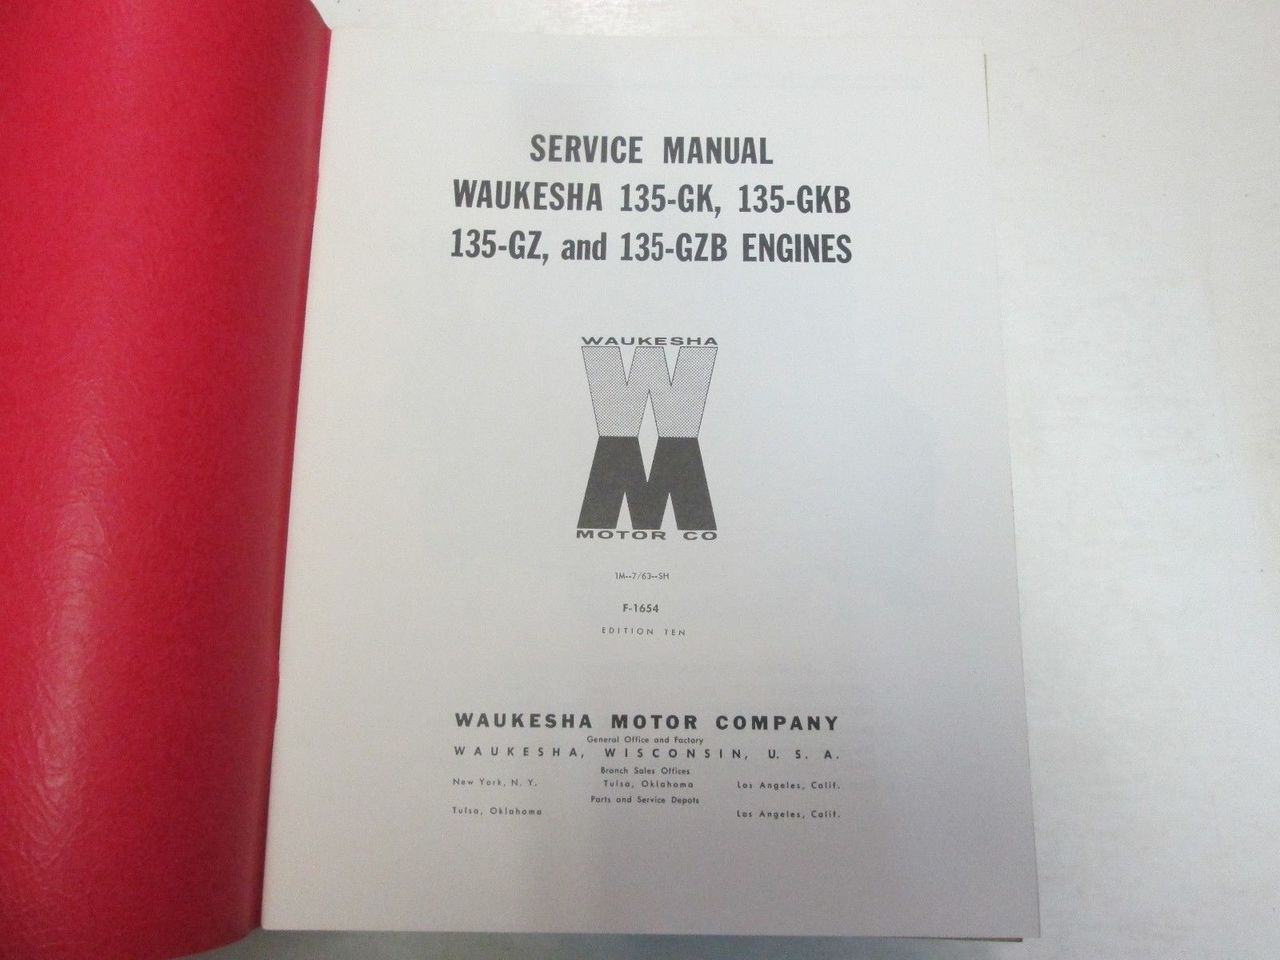 SERVICE MANUAL
WAUKESHA 135-GK, 135-GKB
135-GZ, and 135-GZB ENGINES
WAUKESHA
W
M
MOTOR CO
1M--7/63--SH
F-1654
EDITION TEN
WAUKESHA MOTOR COMPANY
General Office and Factory
WAUKESHA, WISCONSIN, U. S. A.
Branch Sales Offices
New York, N. Y. Tulsa, Oklahoma Los Angeles, Calif.
Parts and Service Depots
Tulsa, Oklahoma Los Angeles, Calif.